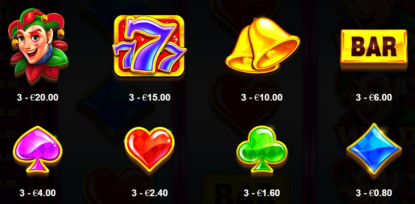 777
BAR
3 - €20.00
3 - €15.00
3 - €10.00
3 - €6.00
3 - €4.00
3 - €2.40
3 - €1.60
3 - €0.80